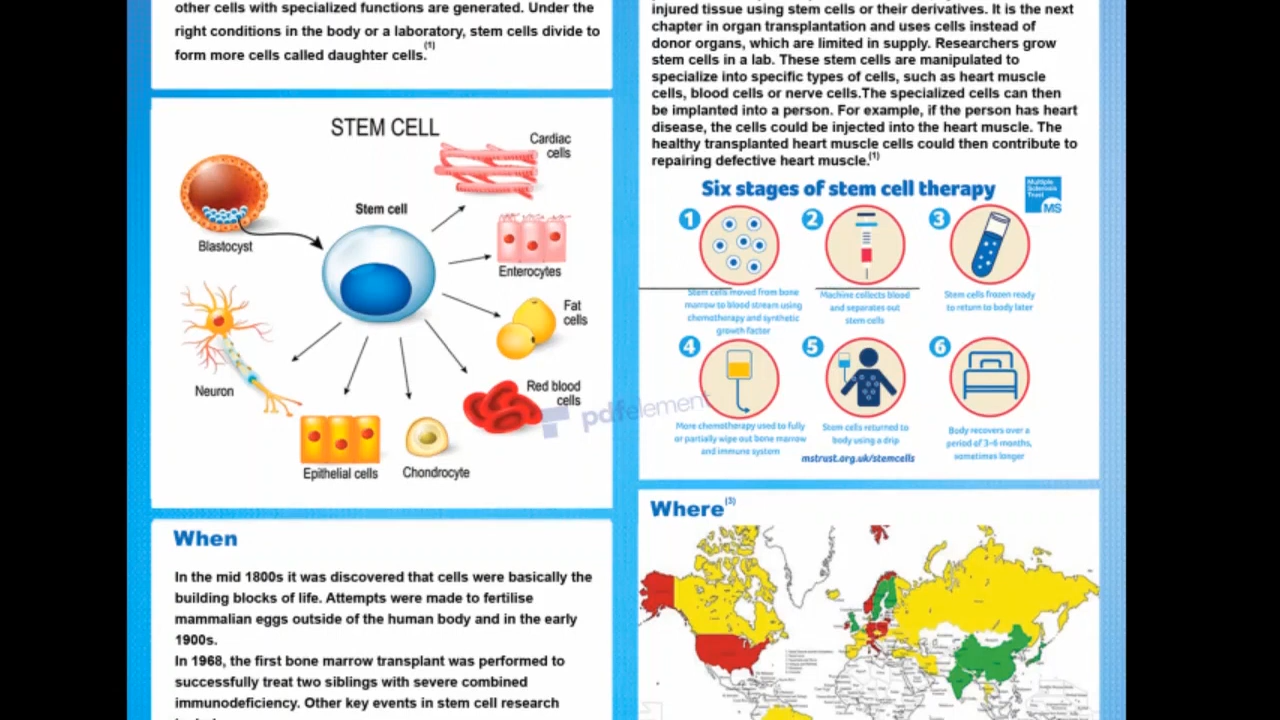 other cells with specialized functions are generated. Under the
right conditions in the body or a laboratory, stem cells divide to
form more cells called daughter cells.(1)
STEM CELL
Cardiac
cells
Blastocyst
Stem cell
Enterocytes
Fat
cells
Neuron
Red blood
cells
Epithelial cells
Chondrocyte
When
In the mid 1800s it was discovered that cells were basically the
building blocks of life. Attempts were made to fertilise
mammalian eggs outside of the human body and in the early
1900s.
In 1968, the first bone marrow transplant was performed to
successfully treat two siblings with severe combined
immunodeficiency. Other key events in stem cell research
injured tissue using stem cells or their derivatives. It is the next
chapter in organ transplantation and uses cells instead of
donor organs, which are limited in supply. Researchers grow
stem cells in a lab. These stem cells are manipulated to
specialize into specific types of cells, such as heart muscle
cells, blood cells or nerve cells.The specialized cells can then
be implanted into a person. For example, if the person has heart
disease, the cells could be injected into the heart muscle. The
healthy transplanted heart muscle cells could then contribute to
repairing defective heart muscle.(1)
Six stages of stem cell therapy
Multiple
Sclerosis
Trust
MS
1
Stem cells moved from bone
marrow to blood stream using
chemotherapy and synthetic
growth factor
2
Machine collects blood
and separates out
stem cells
3
Stem cells frozen ready
to return to body later
4
More chemotherapy used to fully
or partially wipe out bone marrow
and immune system
5
Stem cells returned to
body using a drip
6
Body recovers over a
period of 3-6 months,
sometimes longer
mstrust.org.uk/stemcells
pdfelement
Where(3)